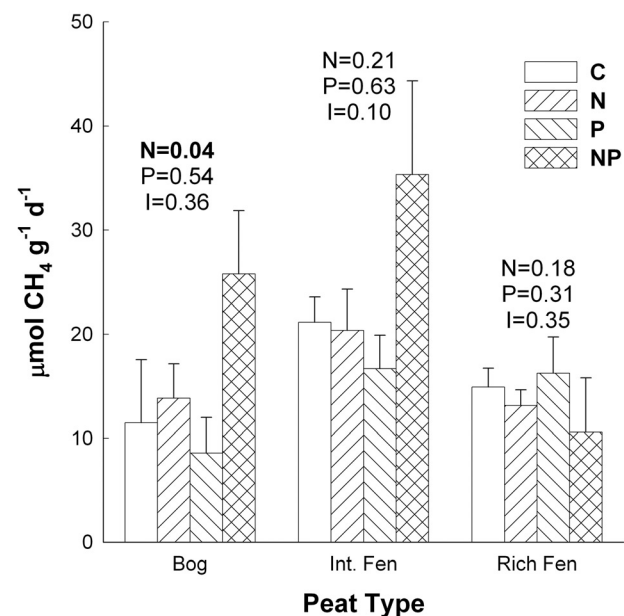 50
40
30
20
10
0
μmol CH₄ g⁻¹ d⁻¹
N=0.04
P=0.54
I=0.36
N=0.21
P=0.63
I=0.10
N=0.18
P=0.31
I=0.35
C
N
P
NP
Bog Int. Fen Rich Fen
Peat Type